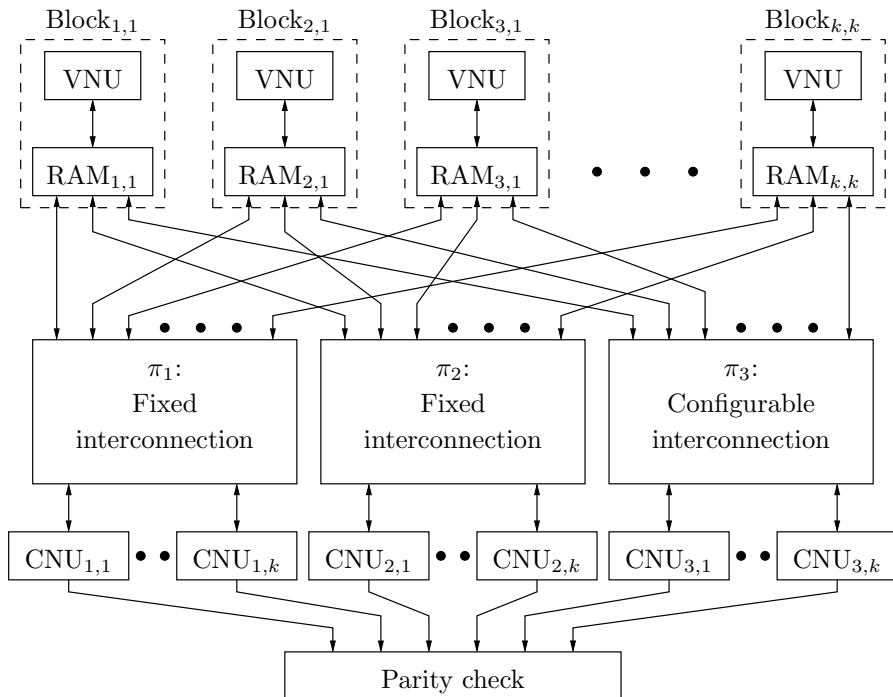 Block1,1 Block2,1 Block3,1 Blockk,k
VNU VNU VNU VNU
RAM1,1 RAM2,1 RAM3,1 RAMk,k
π1: π2: π3:
Fixed Fixed Configurable
interconnection interconnection interconnection
CNU1,1 CNU1,k CNU2,1 CNU2,k CNU3,1 CNU3,k
Parity check